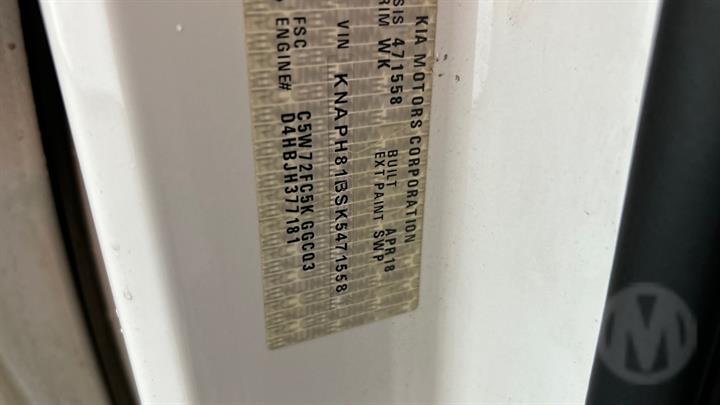 KIA MOTORS CORPORATION
SIS 471558 BUILT APR18
RIM WK EXT PAINT SWP
VIN KNAPH81BSK5471558
FSC C5W72FC5K GGC03
ENGINE# D4HBJH377181
M